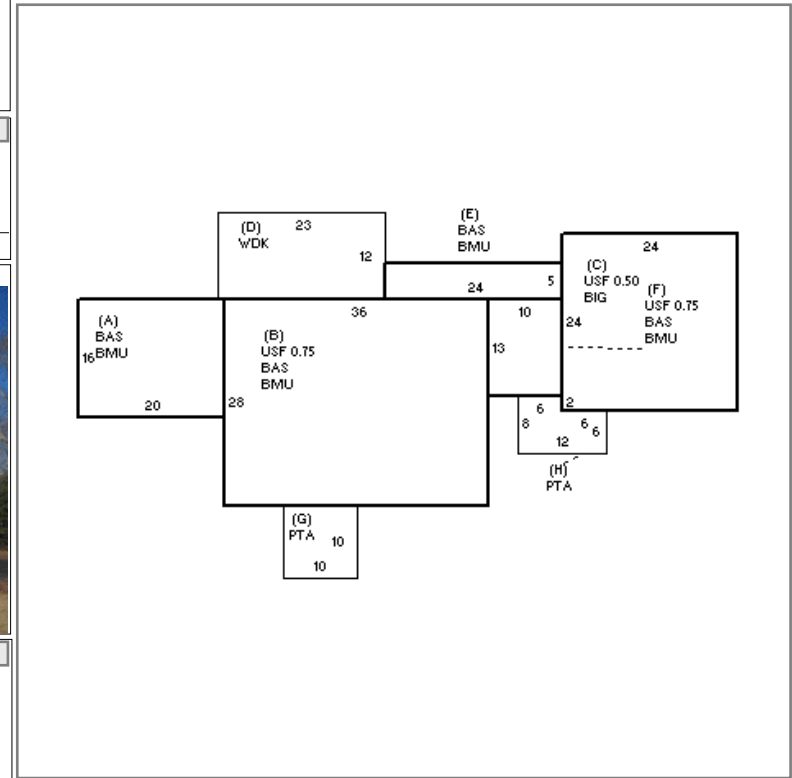 (D)
WDK
23
12
(E)
BAS
BMU
24
5
24
(C)
USF 0.50
BIG
24
(F)
USF 0.75
BAS
BMU
(A)
BAS
BMU
16
20
36
(B)
USF 0.75
BAS
BMU
28
10
13
2
6
8
6
6
12
(H)
PTA
(G)
PTA
10
10